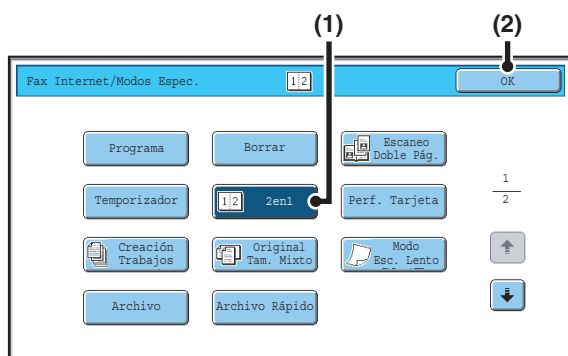 (1) (2)
Fax Internet/Modos Espec. 1 2 OK
Programa Borrar Escaneo
Doble Pág.
1
Temporizador 1 2 2en1 Perf. Tarjeta 2
Creación Original Modo
Trabajos Tam. Mixto Esc. Lento
Archivo Archivo Rápido